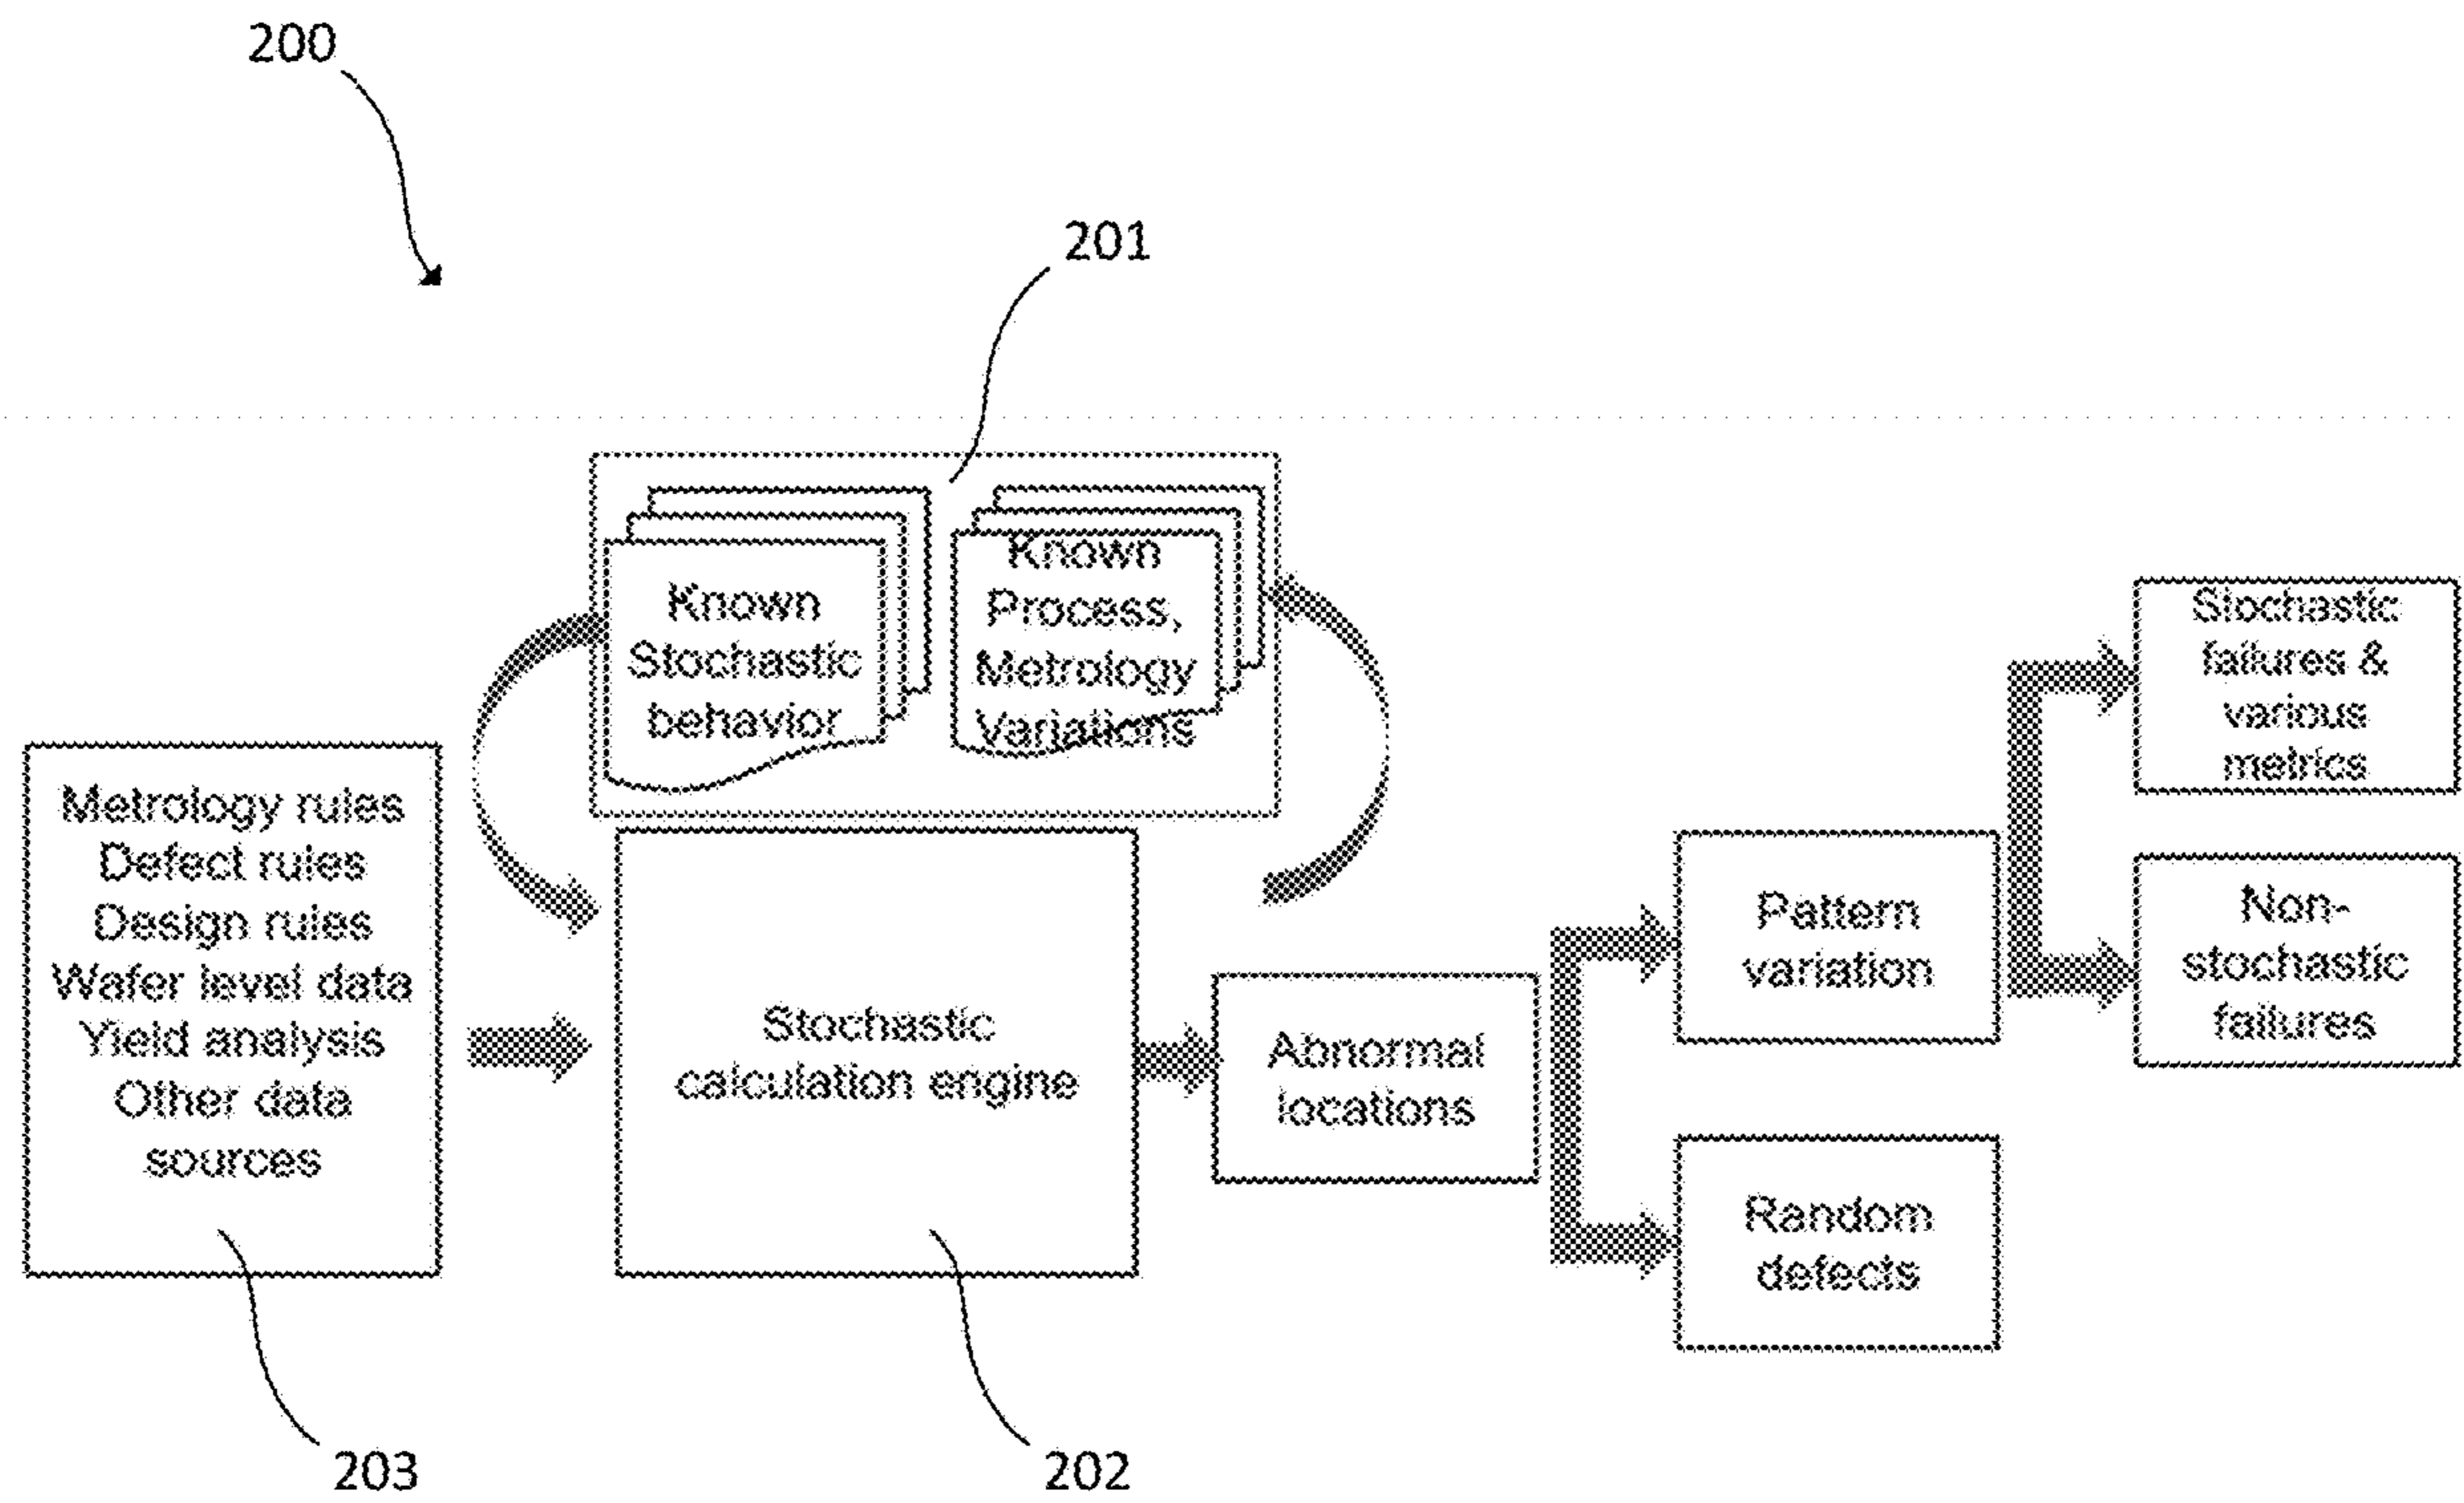 200
201
Known
Stochastic
behavior
Known
Process,
Metrology
Variations
Metrology rules
Defect rules
Design rules
Wafer level data
Yield analysis
Other data
sources
Stochastic
calculation engine
Abnormal
locations
Pattern
variation
Random
defects
Stochastic
failures &
various
metrics
Non-
stochastic
failures
203
202